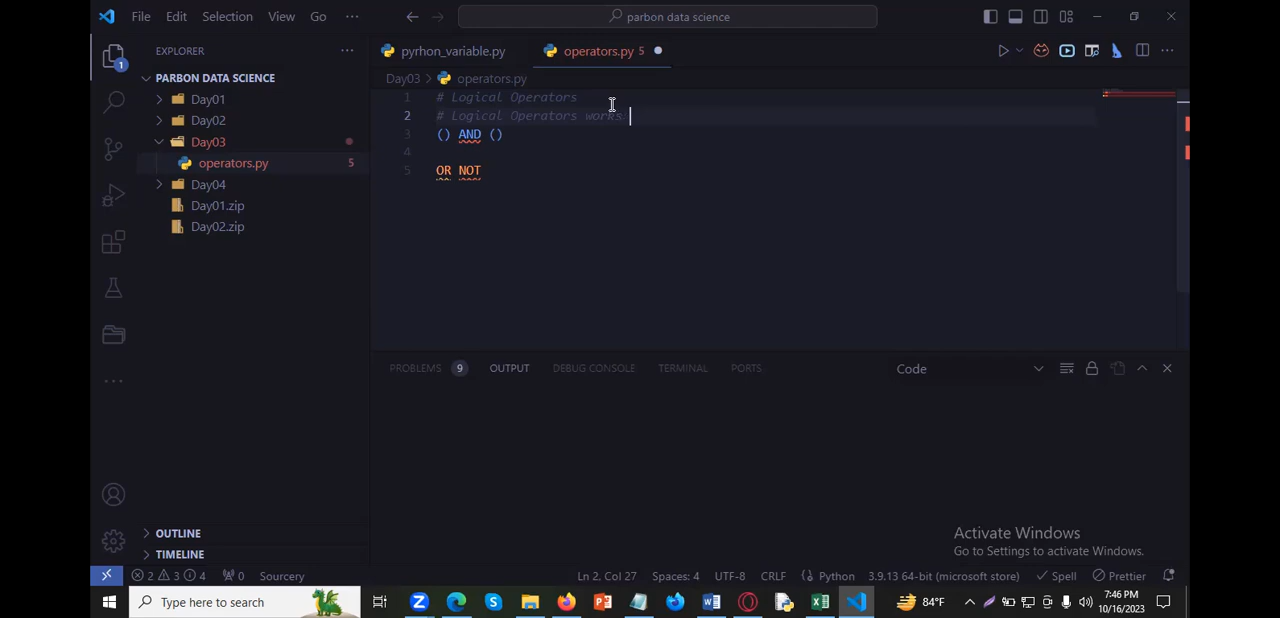 File Edit Selection View Go ··· parbon data science
EXPLORER ···
pyrhon_variable.py operators.py 5
PARBON DATA SCIENCE
Day03 > operators.py
Day01
Day02
Day03
operators.py 5
Day04
Day01.zip
Day02.zip
1 # Logical Operators
2 # Logical Operators works
3 () AND ()
4
5 OR NOT
PROBLEMS 9 OUTPUT DEBUG CONSOLE TERMINAL PORTS Code
1
OUTLINE
TIMELINE
Activate Windows
Go to Settings to activate Windows.
2 3 4 0 Sourcery Ln 2, Col 27 Spaces: 4 UTF-8 CRLF Python 3.9.13 64-bit (microsoft store) Spell Prettier
Type here to search 84°F 7:46 PM
10/16/2023